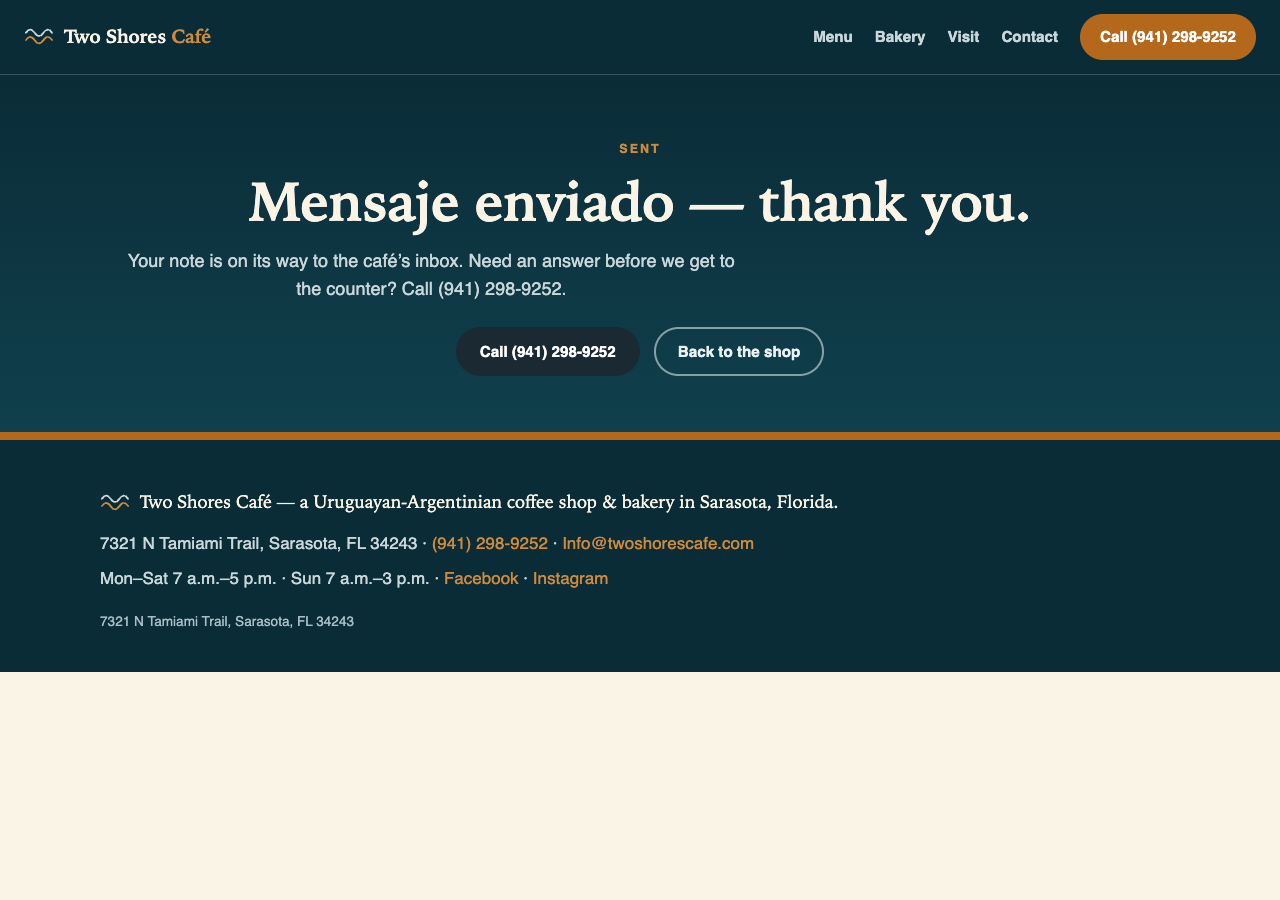 Two Shores Café
Menu
Bakery
Visit
Contact
Call (941) 298-9252
SENT
Mensaje enviado — thank you.
Your note is on its way to the café’s inbox. Need an answer before we get to
the counter? Call (941) 298-9252.
Call (941) 298-9252
Back to the shop
Two Shores Café — a Uruguayan-Argentinian coffee shop & bakery in Sarasota, Florida.
7321 N Tamiami Trail, Sarasota, FL 34243 · (941) 298-9252 · Info@twoshorescafe.com
Mon–Sat 7 a.m.–5 p.m. · Sun 7 a.m.–3 p.m. · Facebook · Instagram
7321 N Tamiami Trail, Sarasota, FL 34243